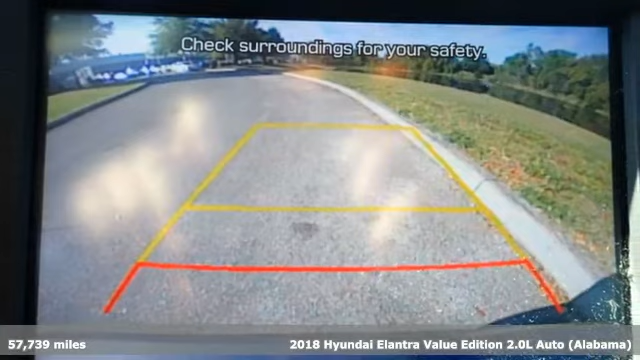 Check surroundings for your safety.
57,739 miles
2018 Hyundai Elantra Value Edition 2.0L Auto (Alabama)